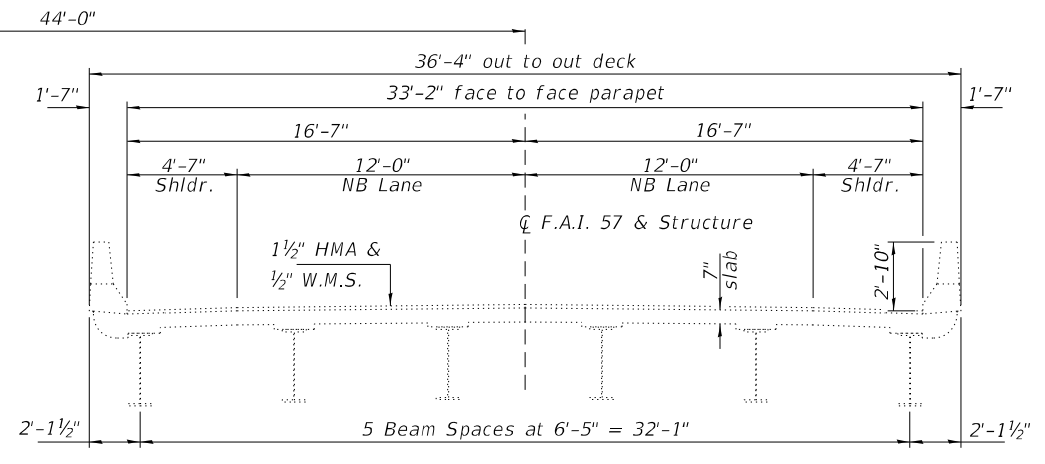 44'-0"
36'-4" out to out deck
1'-7"
33'-2" face to face parapet
1'-7"
16'-7"
16'-7"
4'-7"
12'-0"
12'-0"
4'-7"
Shldr.
NB Lane
NB Lane
Shldr.
℄ F.A.I. 57 & Structure
1½" HMA &
½" W.M.S.
7"
slab
2'-10"
2'-1½"
5 Beam Spaces at 6'-5" = 32'-1"
2'-1½"